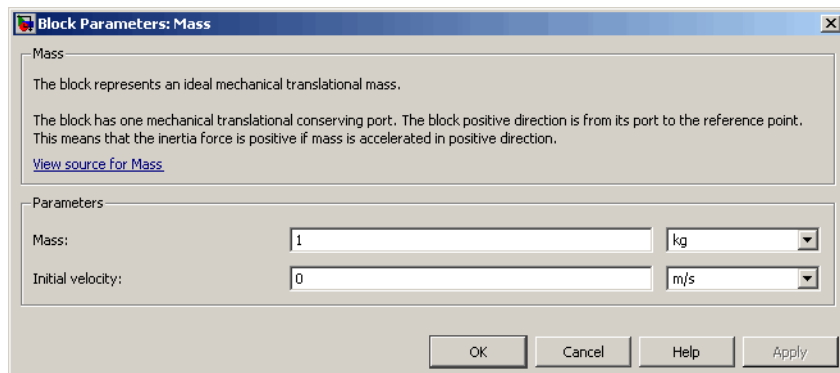 Block Parameters: Mass
Mass
The block represents an ideal mechanical translational mass.
The block has one mechanical translational conserving port. The block positive direction is from its port to the reference point.
This means that the inertia force is positive if mass is accelerated in positive direction.
View source for Mass
Parameters
Mass: 1 kg
Initial velocity: 0 m/s
OK Cancel Help Apply